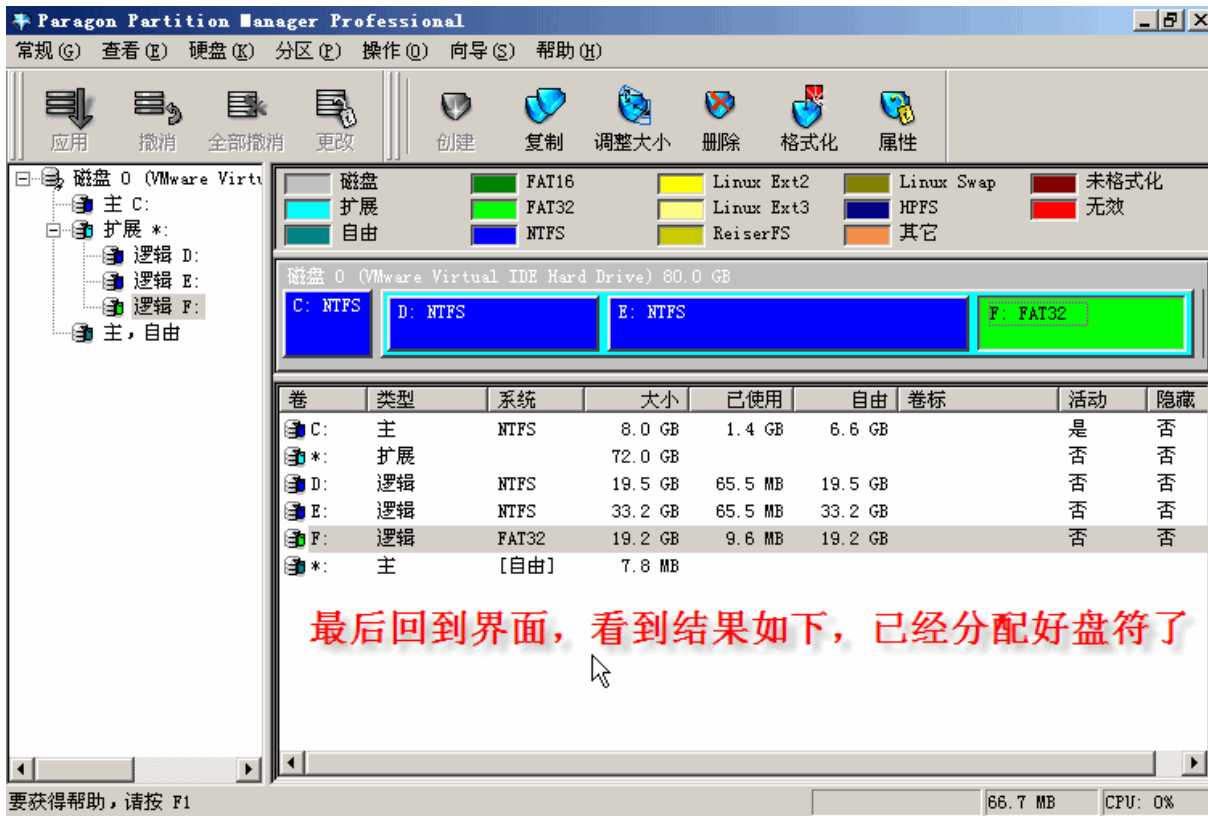 Paragon Partition Manager Professional
常规(G) 查看(E) 硬盘(K) 分区(P) 操作(O) 向导(S) 帮助(H)
应用 撤消 全部撤消 更改 创建 复制 调整大小 删除 格式化 属性
磁盘 0 (VMware Virtu
主 C:
扩展 *:
逻辑 D:
逻辑 E:
逻辑 F:
主，自由
磁盘 FAT16 Linux Ext2 Linux Swap 未格式化
扩展 FAT32 Linux Ext3 HPFS 无效
自由 NTFS ReiserFS 其它
磁盘 0 (VMware Virtual IDE Hard Drive) 80.0 GB
C: NTFS D: NTFS E: NTFS F: FAT32
卷 类型 系统 大小 已使用 自由 卷标 活动 隐藏
C: 主 NTFS 8.0 GB 1.4 GB 6.6 GB 是 否
*: 扩展 72.0 GB 否 否
D: 逻辑 NTFS 19.5 GB 65.5 MB 19.5 GB 否 否
E: 逻辑 NTFS 33.2 GB 65.5 MB 33.2 GB 否 否
F: 逻辑 FAT32 19.2 GB 9.6 MB 19.2 GB 否 否
*: 主 [自由] 7.8 MB
最后回到界面，看到结果如下，已经分配好盘符了
要获得帮助，请按 F1 66.7 MB CPU: 0%